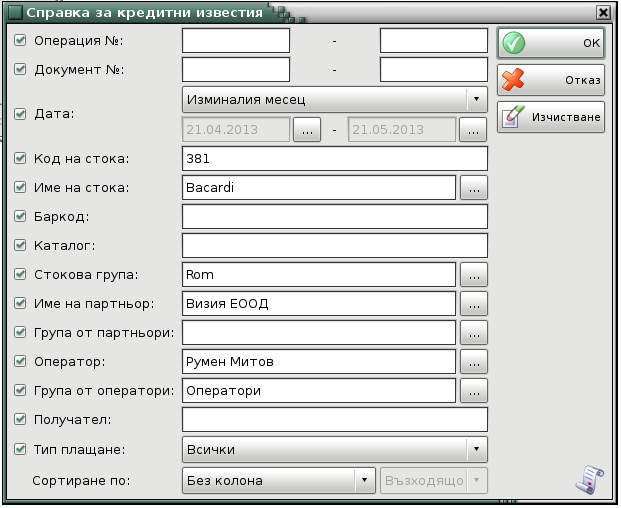 Справка за кредитни известия
Операция №: -
OK
Документ №: -
Отказ
Изминалия месец
Дата:
Изчистване
21.04.2013 ... - 21.05.2013 ...
Код на стока: 381
Име на стока: Bacardi ...
Баркод:
Каталог:
Стокова група: Rom ...
Име на партньор: Визия ЕООД ...
Група от партньори: ...
Оператор: Румен Митов ...
Група от оператори: Оператори ...
Получател:
Тип плащане: Всички
Сортиране по: Без колона Възходящо